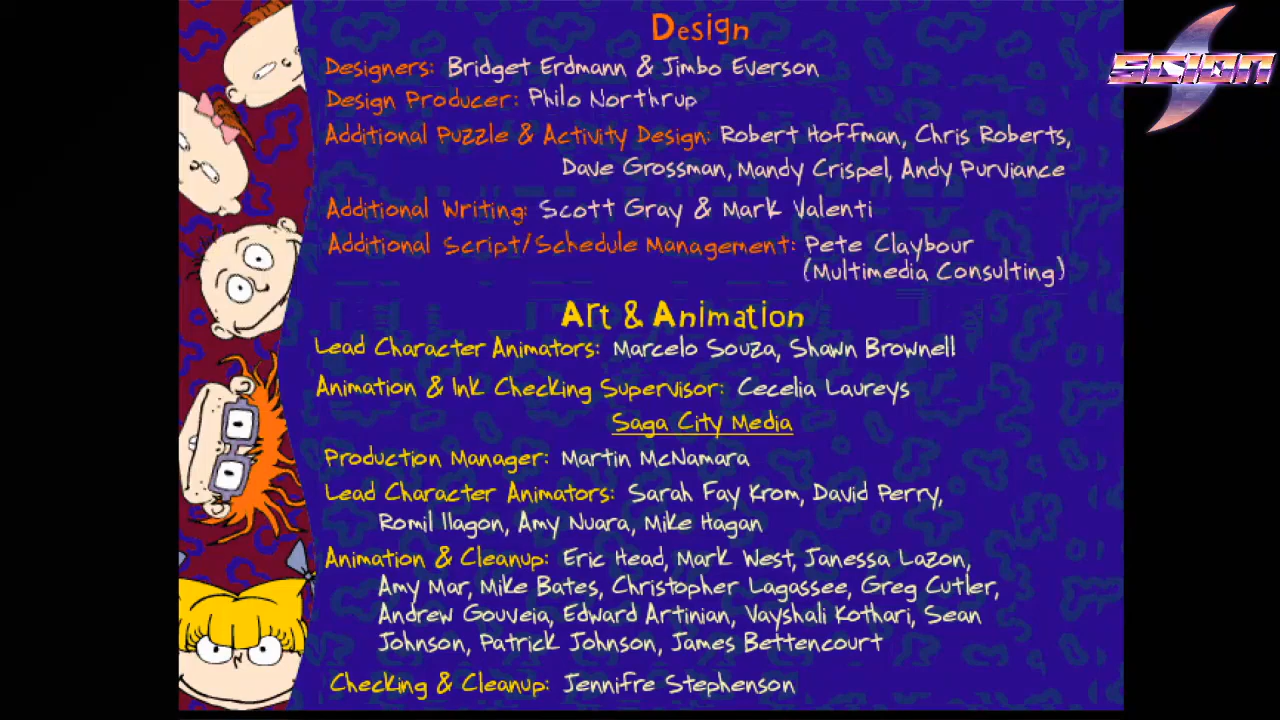 Design
Designers: Bridget Erdmann & Jimbo Everson
Design Producer: Philo Northrup
Additional Puzzle & Activity Design: Robert Hoffman, Chris Roberts,
Dave Grossman, Mandy Crispel, Andy Purviance
Additional Writing: Scott Gray & Mark Valenti
Additional Script/Schedule Management: Pete Claybour
(Multimedia Consulting)
Art & Animation
Lead Character Animators: Marcelo Souza, Shawn Brownell
Animation & Ink Checking Supervisor: Cecelia Laureys
Saga City Media
Production Manager: Martin McNamara
Lead Character Animators: Sarah Fay Krom, David Perry,
Romil Ilagon, Amy Nuara, Mike Hagan
Animation & Cleanup: Eric Head, Mark West, Janessa Lazon,
Amy Mar, Mike Bates, Christopher Lagassee, Greg Cutler,
Andrew Gouveia, Edward Artinian, Vayshali Kothari, Sean
Johnson, Patrick Johnson, James Bettencourt
Checking & Cleanup: Jennifre Stephenson
SCION